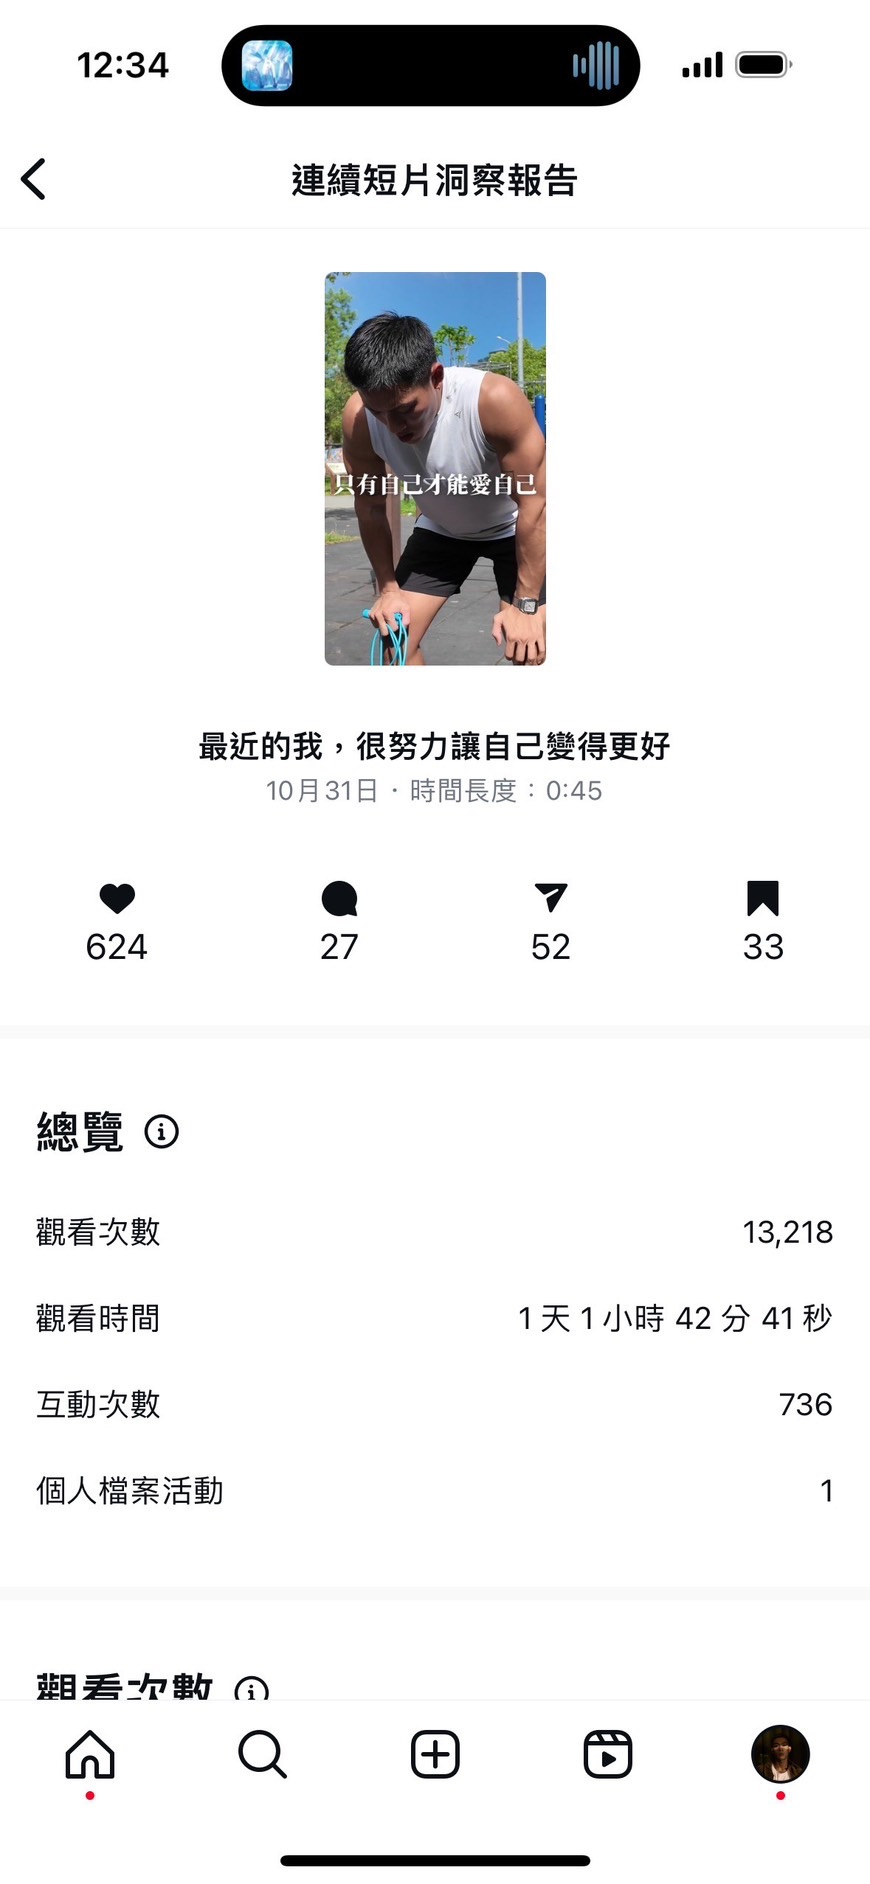 12:34
連續短片洞察報告
只有自己才能愛自己
最近的我，很努力讓自己變得更好
10月31日 · 時間長度：0:45
624 27 52 33
總覽
觀看次數 13,218
觀看時間 1 天 1 小時 42 分 41 秒
互動次數 736
個人檔案活動 1
觀看次數